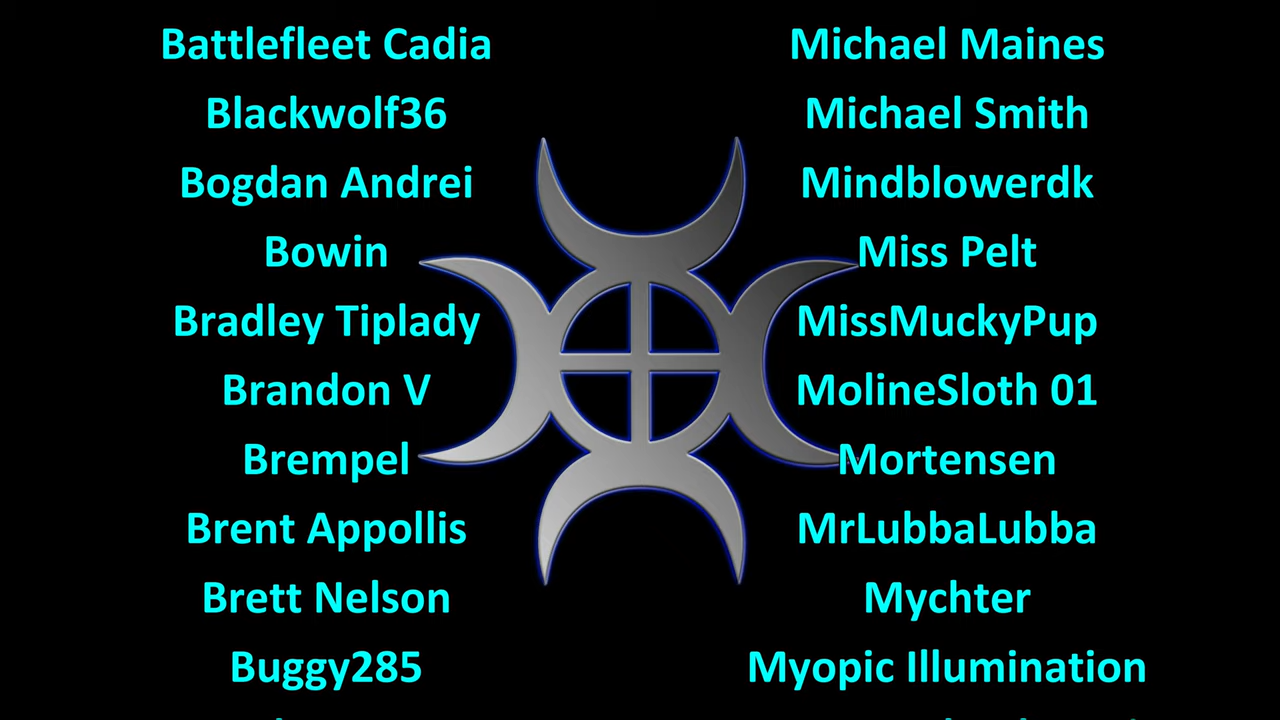 Battlefleet Cadia
Blackwolf36
Bogdan Andrei
Bowin
Bradley Tiplady
Brandon V
Brempel
Brent Appollis
Brett Nelson
Buggy285
Michael Maines
Michael Smith
Mindblowerdk
Miss Pelt
MissMuckyPup
MolineSloth 01
Mortensen
MrLubbaLubba
Mychter
Myopic Illumination